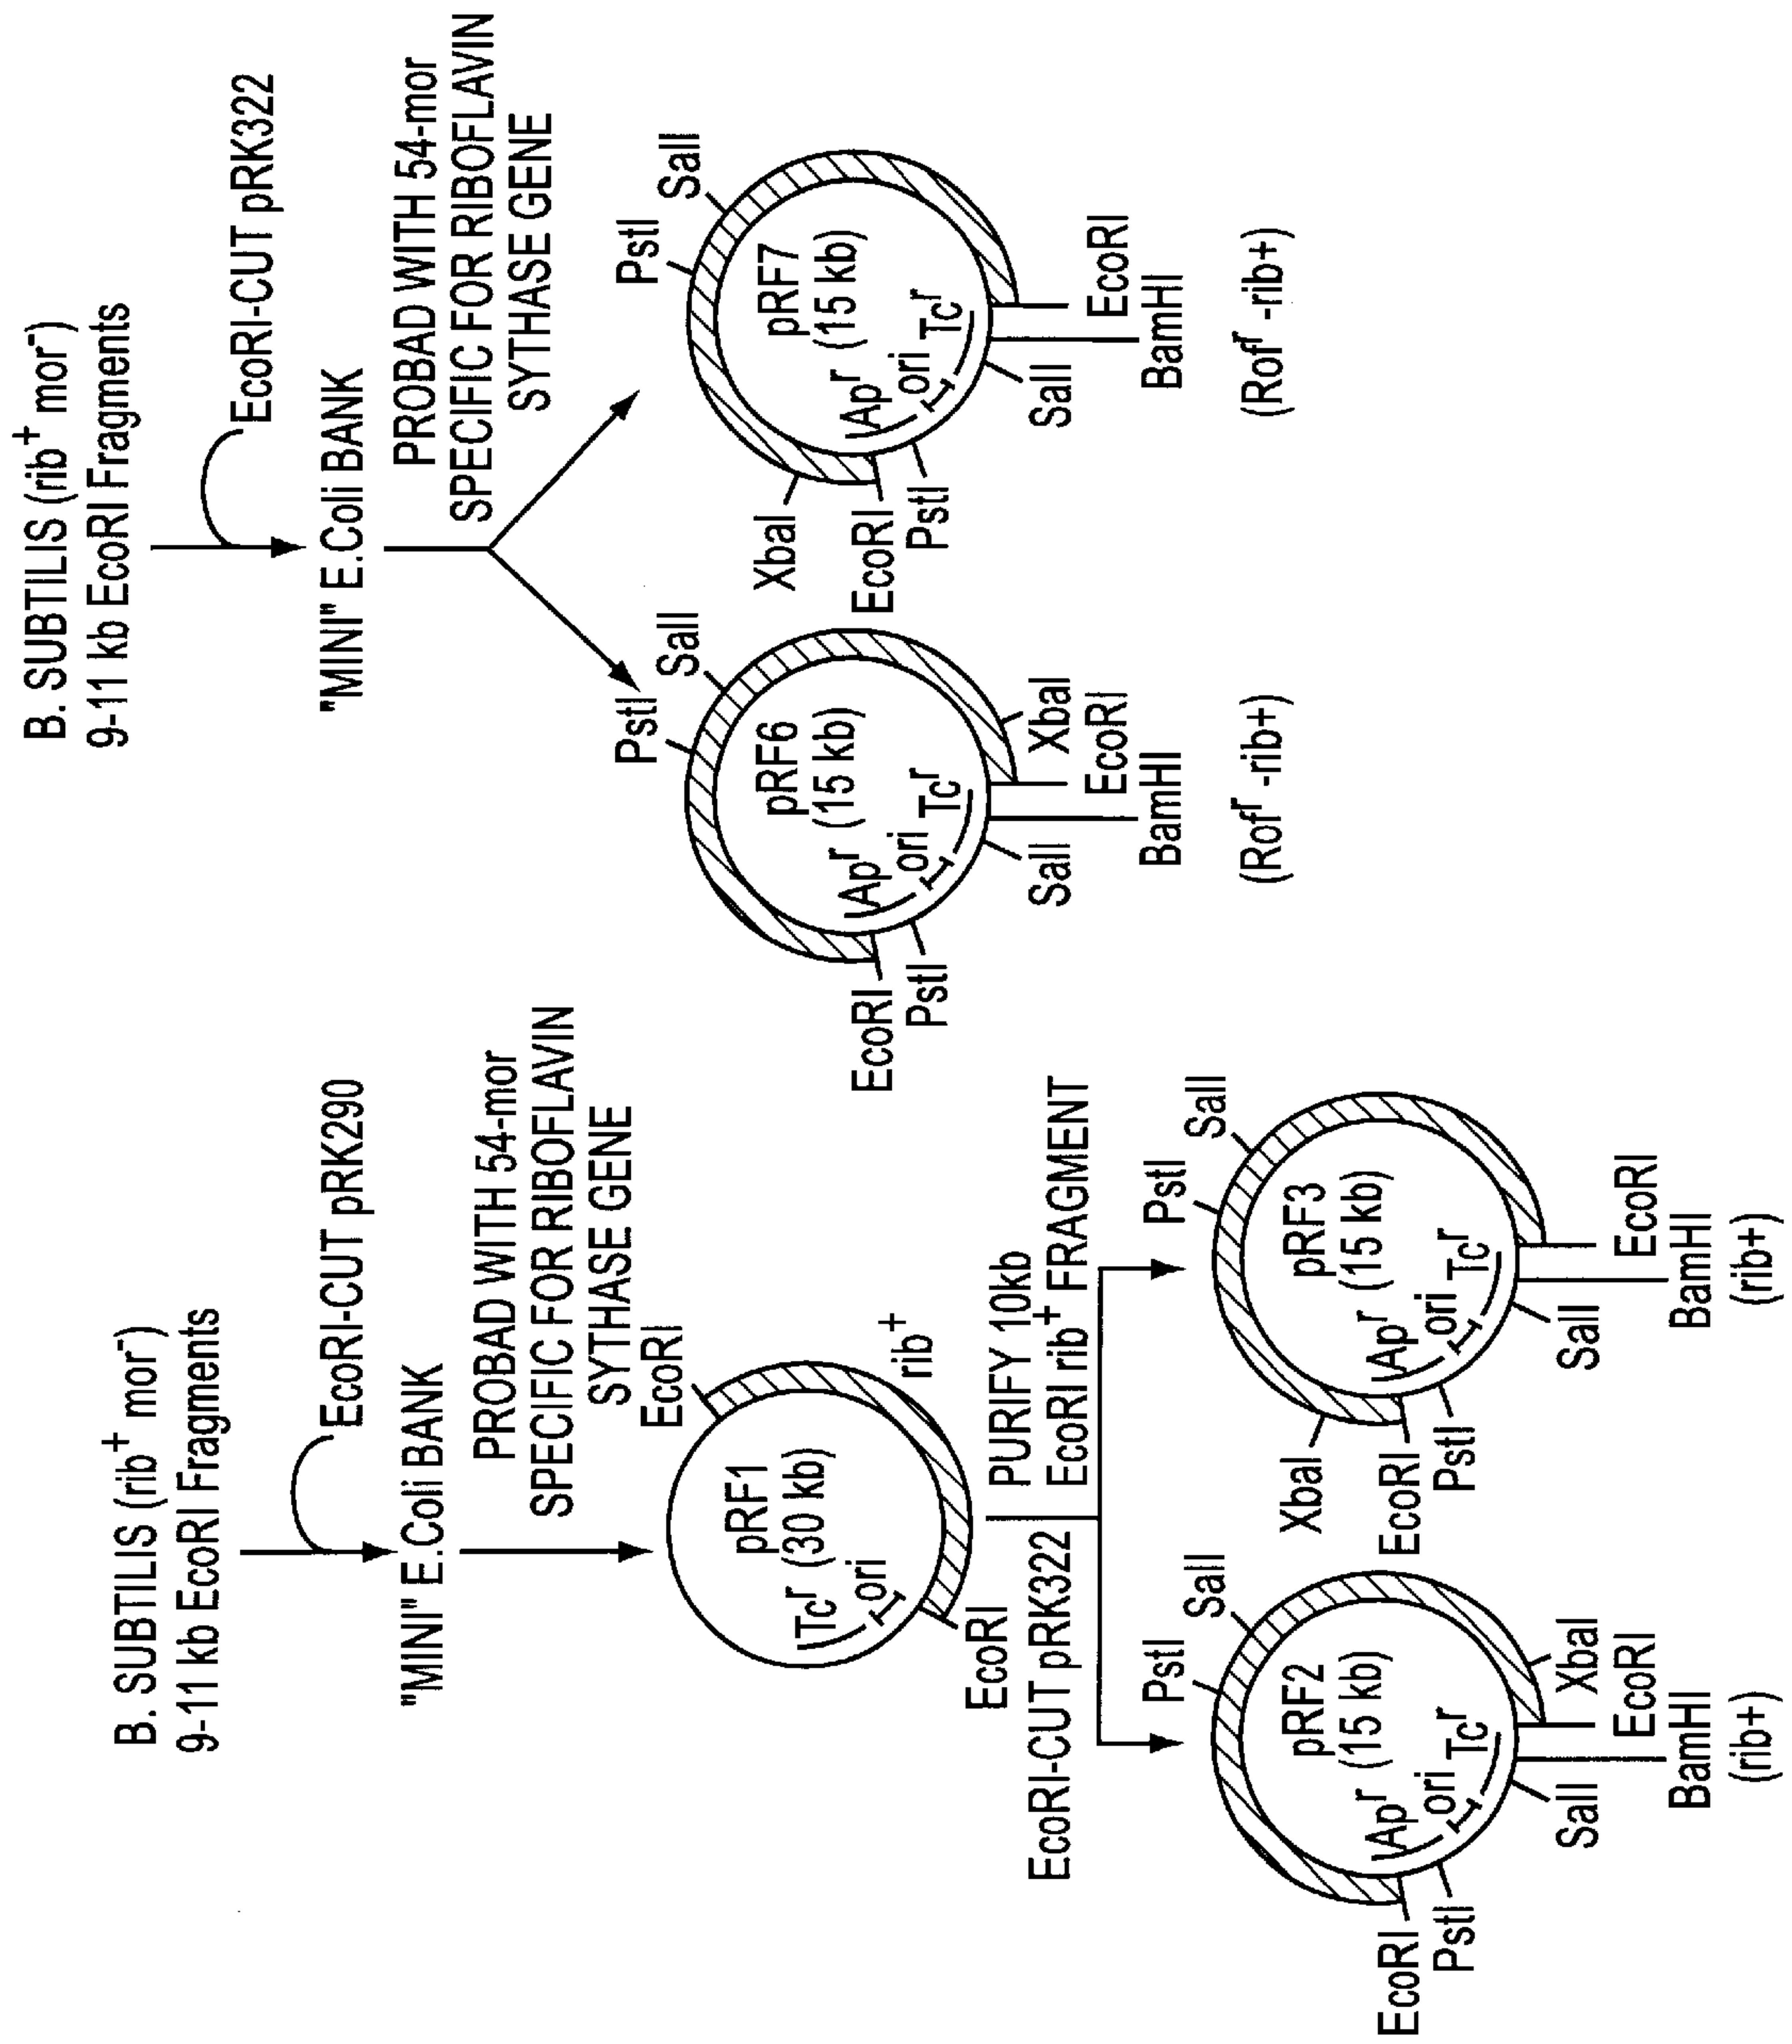 B. SUBTILIS (rib+ mor-)
9-11 kb EcoRI Fragments
EcoRI-CUT pRK290
"MINI" E.Coli BANK
PROBAD WITH 54-mor
SPECIFIC FOR RIBOFLAVIN
SYTHASE GENE
EcoRI
pRF1
(30 kb)
Tcr
ori
rib+
EcoRI
EcoRI-CUT pRK322
PURIFY 10kb
EcoRI rib+ FRAGMENT
PstI
SalI
pRF2
(15 kb)
Apr
ori
Tcr
EcoRI
PstI
SalI
XbaI
EcoRI
BamHI
(rib+)
PstI
SalI
pRF3
(15 kb)
Apr
ori
Tcr
XbaI
EcoRI
PstI
SalI
EcoRI
BamHI
(rib+)
B. SUBTILIS (rib+ mor-)
9-11 kb EcoRI Fragments
EcoRI-CUT pRK322
"MINI" E.Coli BANK
PROBAD WITH 54-mor
SPECIFIC FOR RIBOFLAVIN
SYTHASE GENE
PstI
SalI
pRF6
(15 kb)
Apr
ori
Tcr
EcoRI
PstI
SalI
XbaI
EcoRI
BamHI
(Rofr -rib+)
PstI
SalI
pRF7
(15 kb)
Apr
ori
Tcr
XbaI
EcoRI
PstI
SalI
EcoRI
BamHI
(Rofr -rib+)